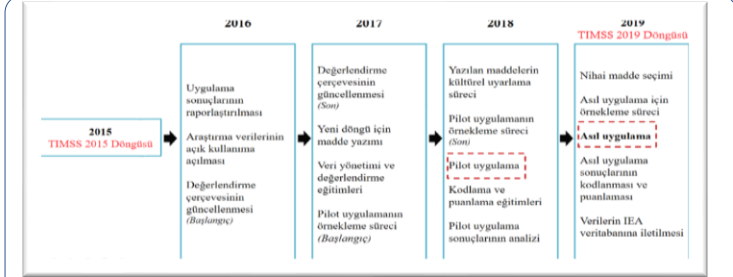 2015
TIMSS 2015 Döngüsü
2016
Uygulama
sonuçlarının
raporlaştırılması
Araştırma verilerinin
açık kullanıma
açılması
Değerlendirme
çerçevesinin
güncellenmesi
(Başlangıç)
2017
Değerlendirme
çerçevesinin
güncellenmesi
(Son)
Yeni döngü için
madde yazımı
Veri yönetimi ve
değerlendirme
eğitimleri
Pilot uygulamanın
örnekleme süreci
(Başlangıç)
2018
Yazılan maddelerin
kültürel uyarlama
süreci
Pilot uygulamanın
örnekleme süreci
(Son)
Pilot uygulama
Kodlama ve
puanlama eğitimleri
Pilot uygulama
sonuçlarının analizi
2019
TIMSS 2019 Döngüsü
Nihai madde seçimi
Asıl uygulama için
örnekleme süreci
Asıl uygulama
Asıl uygulama
sonuçlarının
kodlanması ve
puanlaması
Verilerin IEA
veritabanına iletilmesi